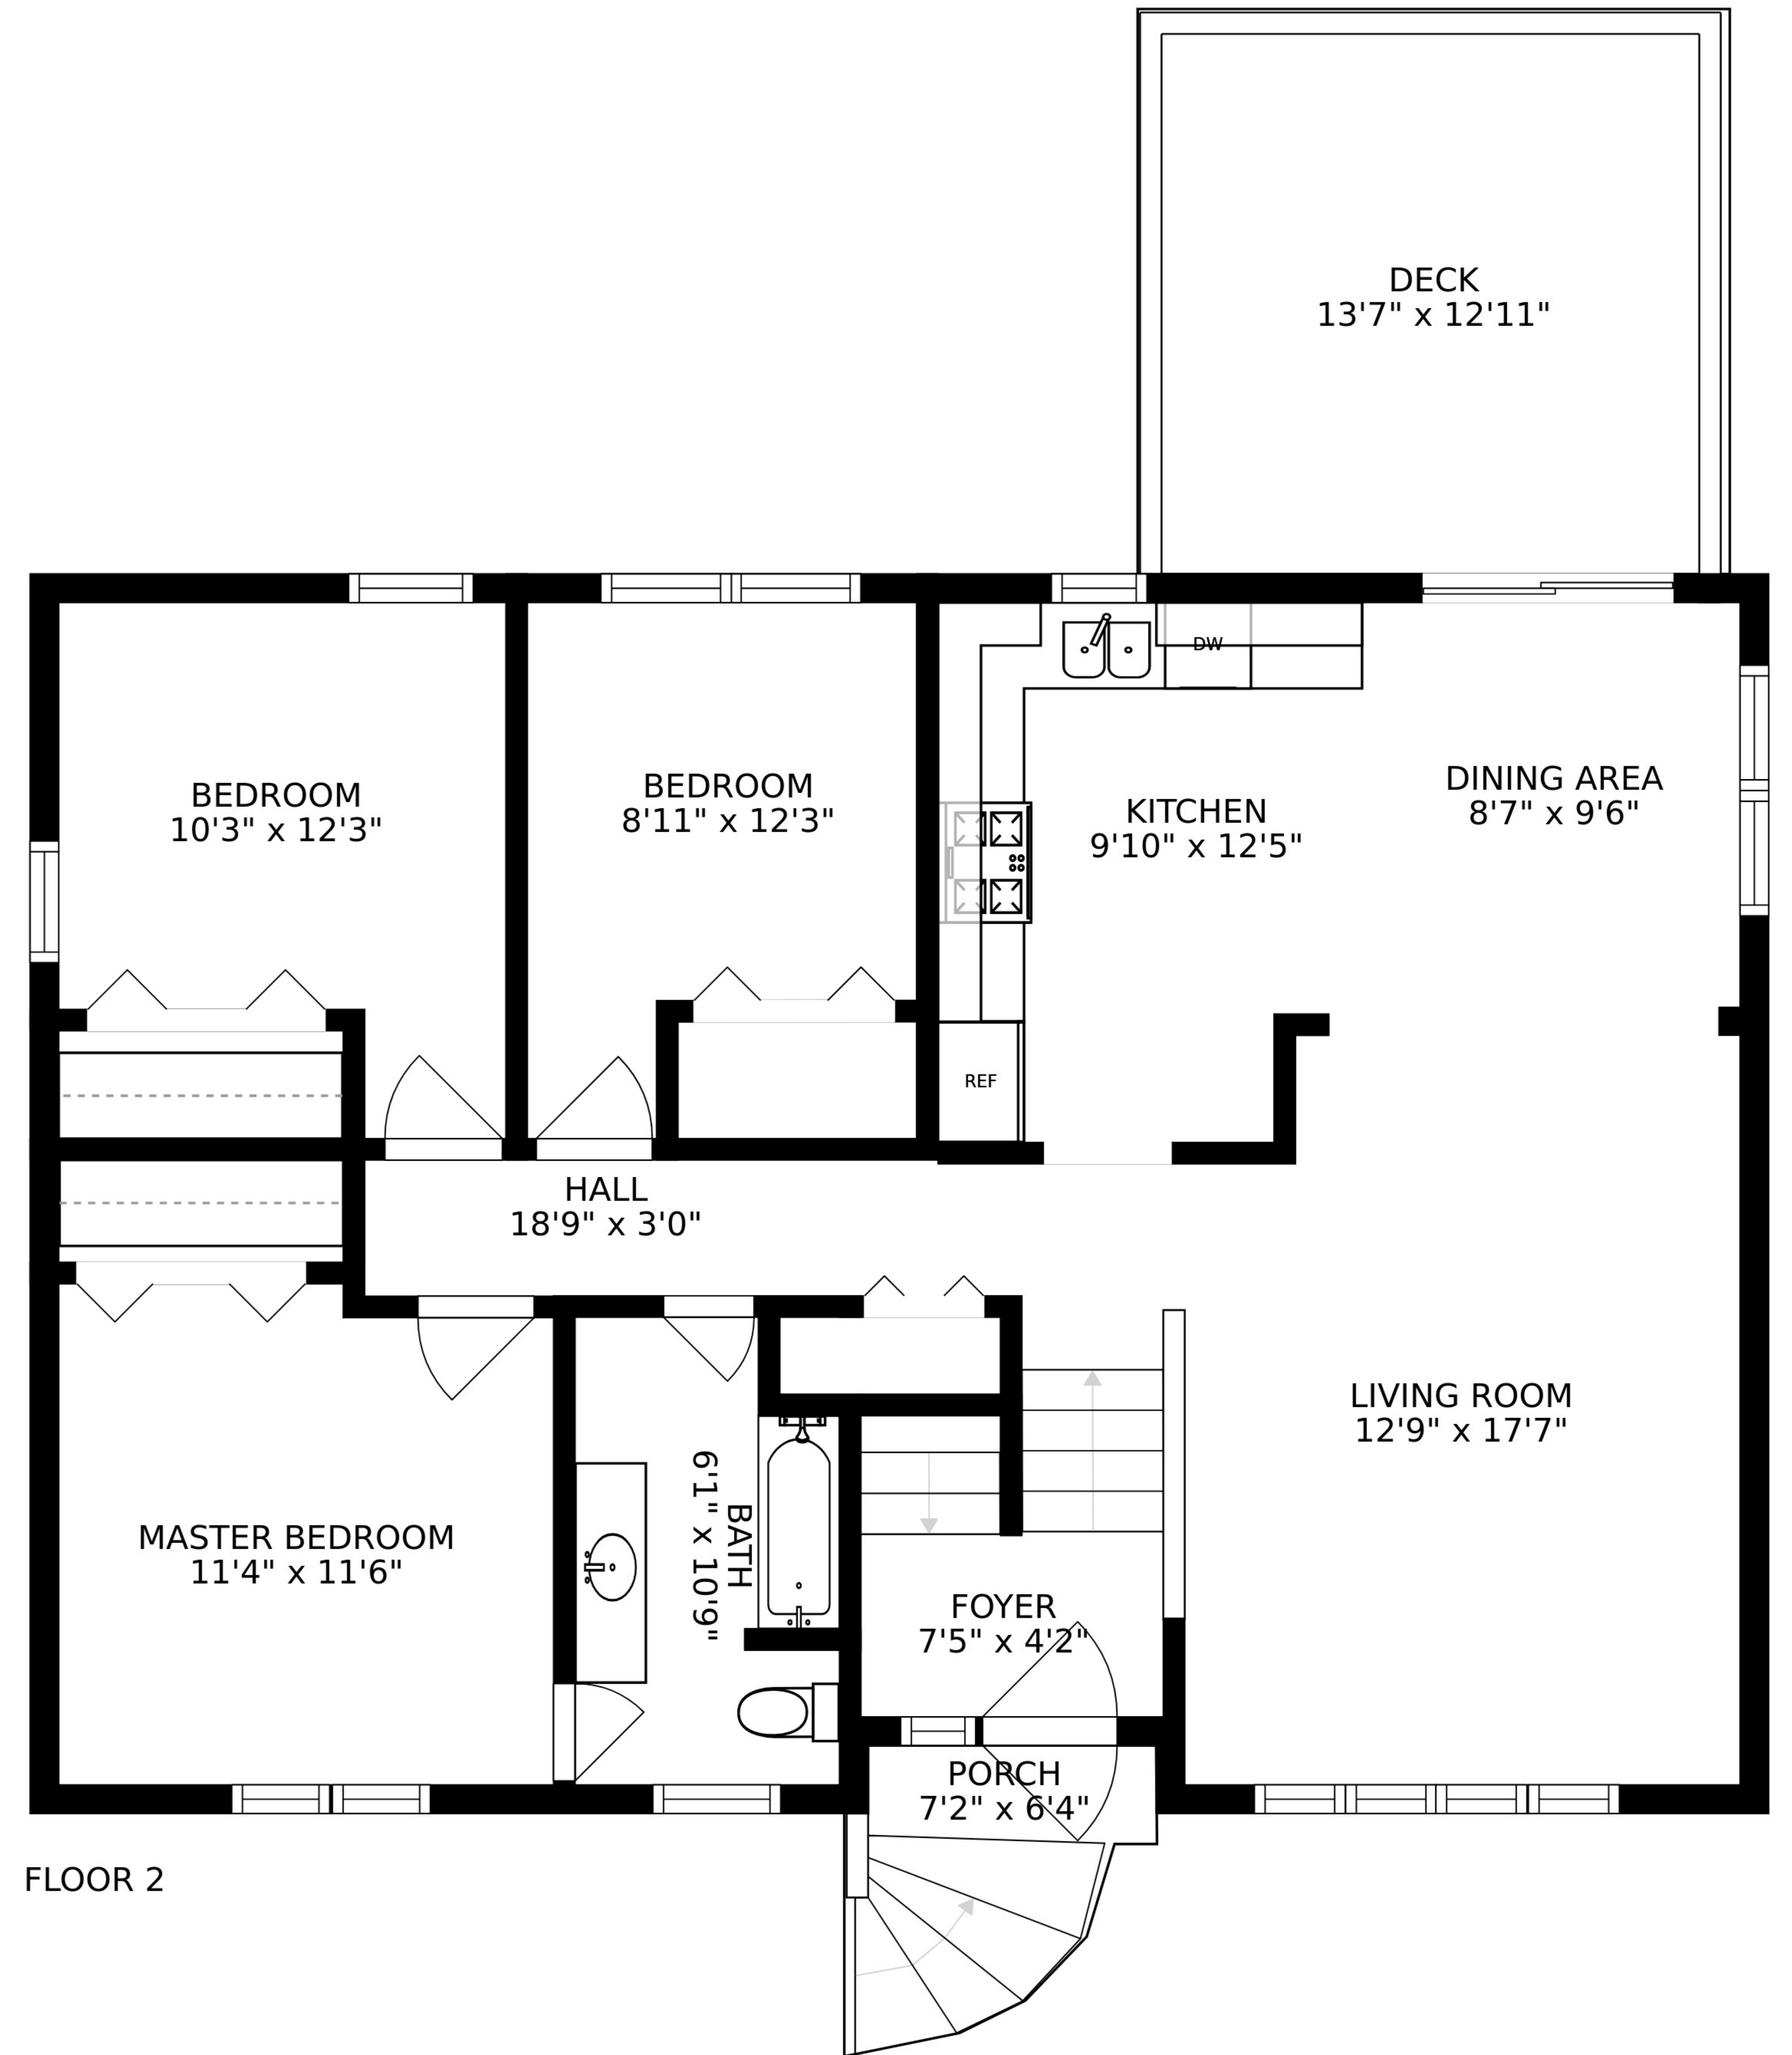 DECK
13'7" x 12'11"
DW
BEDROOM
10'3" x 12'3"
BEDROOM
8'11" x 12'3"
KITCHEN
9'10" x 12'5"
DINING AREA
8'7" x 9'6"
REF
HALL
18'9" x 3'0"
LIVING ROOM
12'9" x 17'7"
MASTER BEDROOM
11'4" x 11'6"
BATH
6'1" x 10'9"
FOYER
7'5" x 4'2"
PORCH
7'2" x 6'4"
FLOOR 2